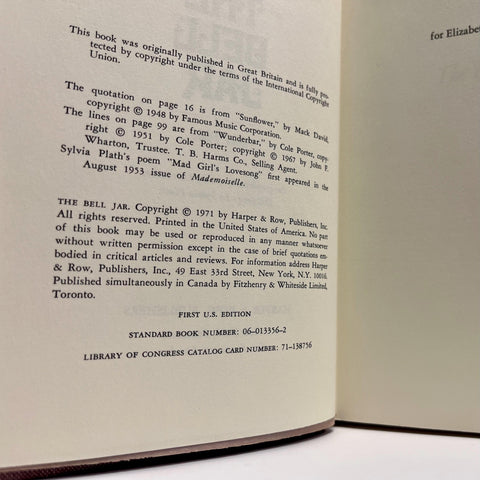 This book was originally published in Great Britain and is fully pro-
tected by copyright under the terms of the International Copyright
Union.
The quotation on page 16 is from "Sunflower," by Mack David,
copyright © 1948 by Famous Music Corporation.
The lines on page 99 are from "Wunderbar," by Cole Porter, copy-
right © 1951 by Cole Porter; copyright © 1967 by John F.
Wharton, Trustee. T. B. Harms Co., Selling Agent.
Sylvia Plath's poem "Mad Girl's Lovesong" first appeared in the
August 1953 issue of Mademoiselle.
THE BELL JAR. Copyright © 1971 by Harper & Row, Publishers, Inc.
All rights reserved. Printed in the United States of America. No part
of this book may be used or reproduced in any manner whatsoever
without written permission except in the case of brief quotations em-
bodied in critical articles and reviews. For information address Harper
& Row, Publishers, Inc., 49 East 33rd Street, New York, N.Y. 10016.
Published simultaneously in Canada by Fitzhenry & Whiteside Limited,
Toronto.
FIRST U.S. EDITION
STANDARD BOOK NUMBER: 06-013356-2
LIBRARY OF CONGRESS CATALOG CARD NUMBER: 71-138756
for Elizabe